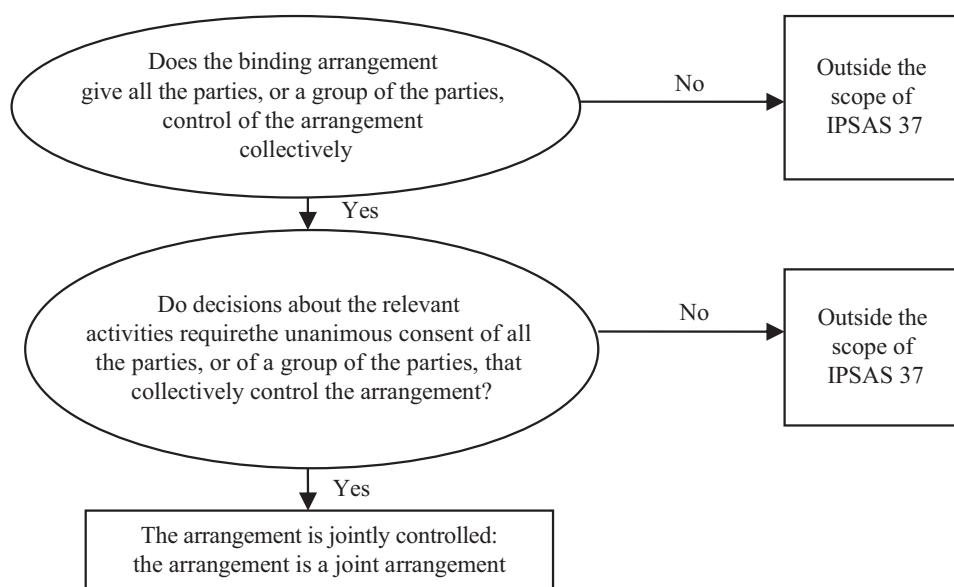 Does the binding arrangement
give all the parties, or a group of the parties,
control of the arrangement
collectively
No
Outside the
scope of
IPSAS 37
Yes
Do decisions about the relevant
activities requirethe unanimous consent of all
the parties, or of a group of the parties, that
collectively control the arrangement?
No
Outside the
scope of
IPSAS 37
Yes
The arrangement is jointly controlled:
the arrangement is a joint arrangement